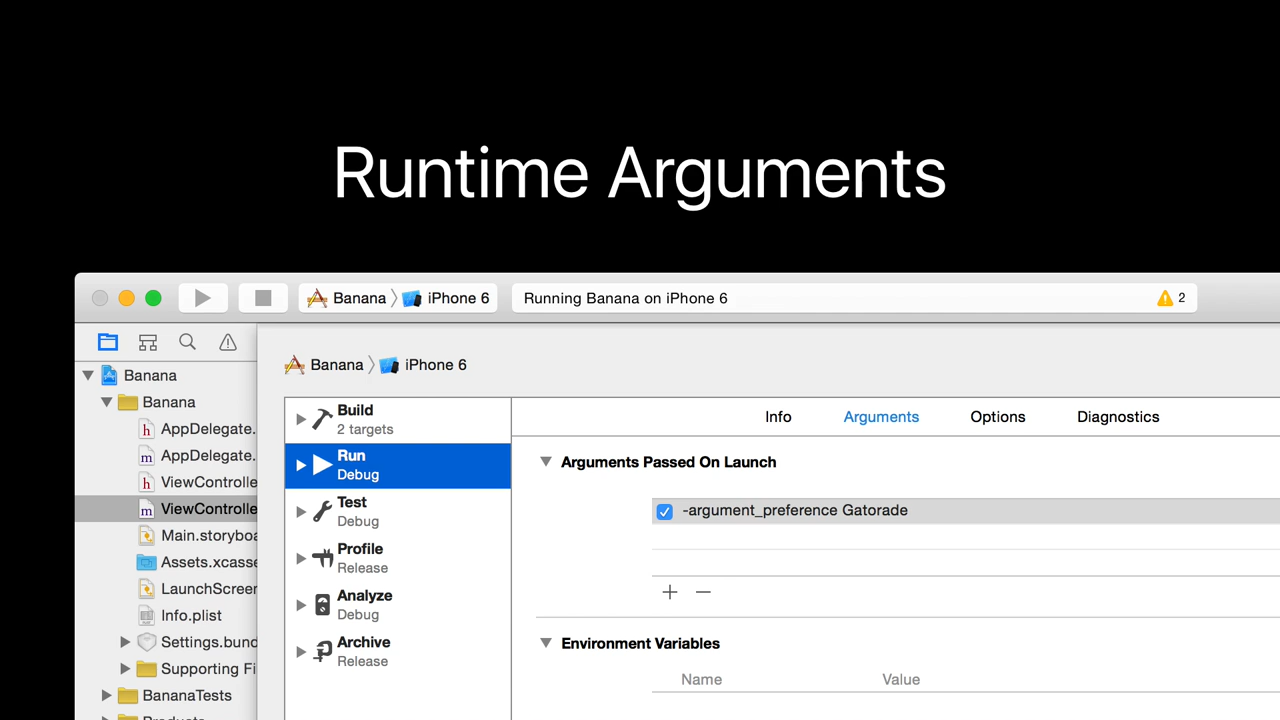 Runtime Arguments
Banana
iPhone 6
Running Banana on iPhone 6
2
Banana
iPhone 6
Banana
Banana
AppDelegate.
AppDelegate.
ViewControlle
ViewControlle
Main.storyboa
Assets.xcasse
LaunchScreen
Info.plist
Settings.bund
Supporting Fi
BananaTests
Products
Build
2 targets
Run
Debug
Test
Debug
Profile
Release
Analyze
Debug
Archive
Release
Info
Arguments
Options
Diagnostics
Arguments Passed On Launch
-argument_preference Gatorade
Environment Variables
Name
Value